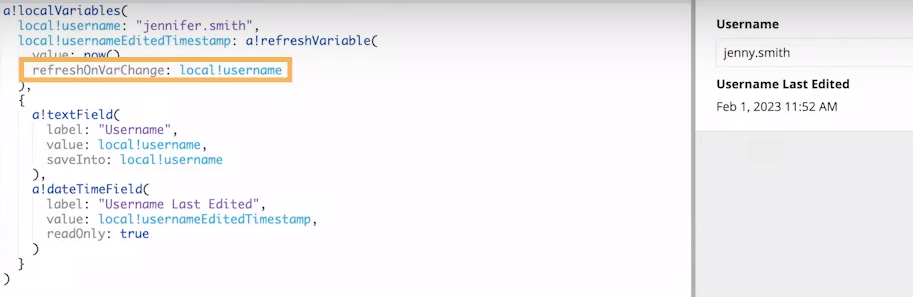 a!localVariables(
local!username: "jennifer.smith",
local!usernameEditedTimestamp: a!refreshVariable(
value: now()
refreshOnVarChange: local!username
),
{
a!textField(
label: "Username",
value: local!username,
saveInto: local!username
),
a!dateTimeField(
label: "Username Last Edited",
value: local!usernameEditedTimestamp,
readOnly: true
)
}
)
Username
jenny.smith
Username Last Edited
Feb 1, 2023 11:52 AM